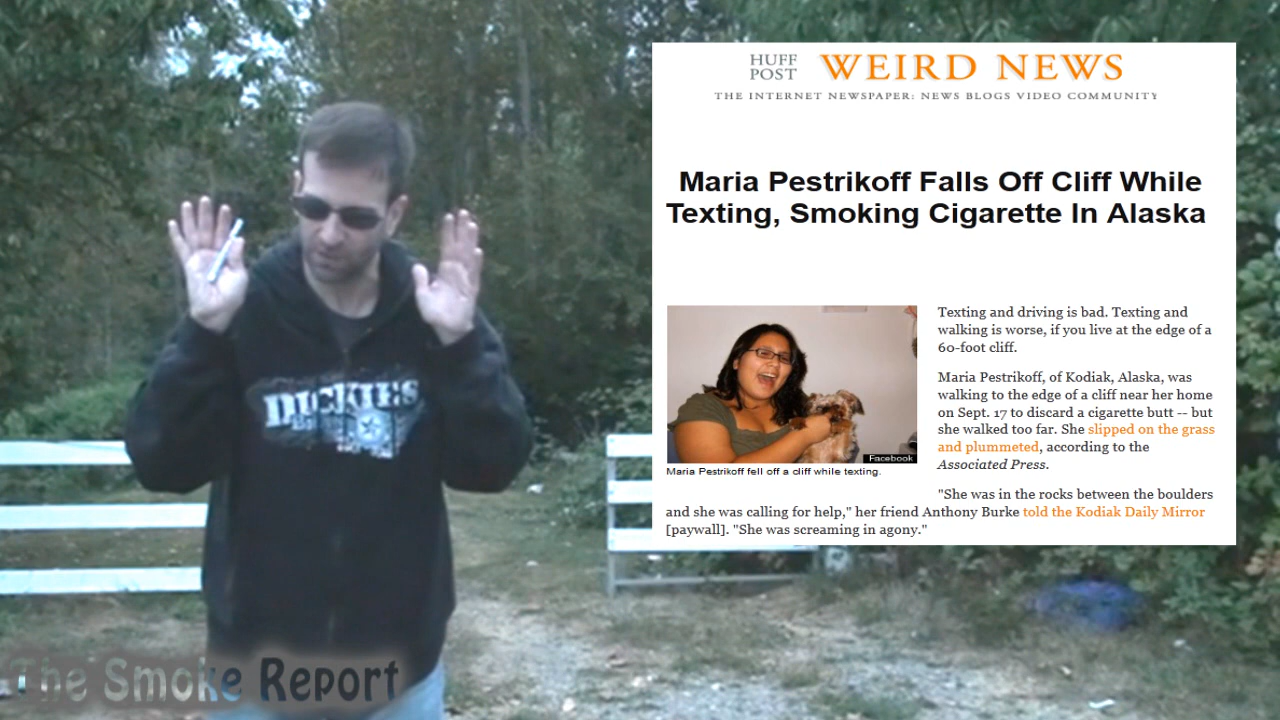 HUFF
POST
WEIRD NEWS
THE INTERNET NEWSPAPER: NEWS BLOGS VIDEO COMMUNITY
Maria Pestrikoff Falls Off Cliff While
Texting, Smoking Cigarette In Alaska
Facebook
Maria Pestrikoff fell off a cliff while texting.
Texting and driving is bad. Texting and
walking is worse, if you live at the edge of a
60-foot cliff.
Maria Pestrikoff, of Kodiak, Alaska, was
walking to the edge of a cliff near her home
on Sept. 17 to discard a cigarette butt -- but
she walked too far. She slipped on the grass
and plummeted, according to the
Associated Press.
"She was in the rocks between the boulders
and she was calling for help," her friend Anthony Burke told the Kodiak Daily Mirror
[paywall]. "She was screaming in agony."
DICKIES
The Smoke Report